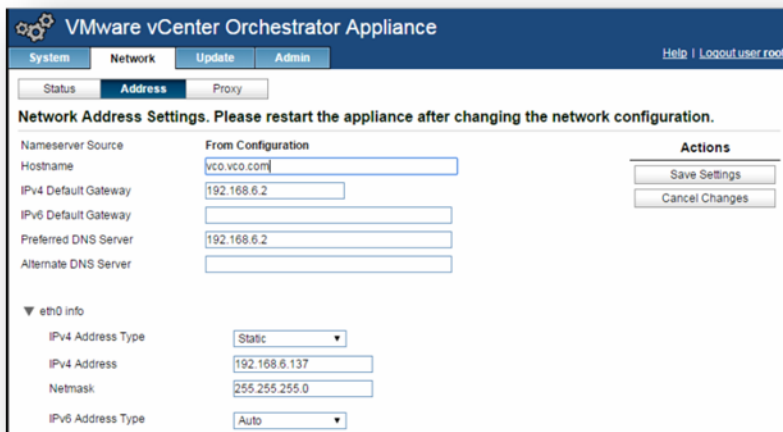 VMware vCenter Orchestrator Appliance
System Network Update Admin Help | Logout user root
Status Address Proxy
Network Address Settings. Please restart the appliance after changing the network configuration.
Nameserver Source From Configuration Actions
Hostname vco.vco.com Save Settings
IPv4 Default Gateway 192.168.6.2 Cancel Changes
IPv6 Default Gateway
Preferred DNS Server 192.168.6.2
Alternate DNS Server
eth0 info
IPv4 Address Type Static
IPv4 Address 192.168.6.137
Netmask 255.255.255.0
IPv6 Address Type Auto